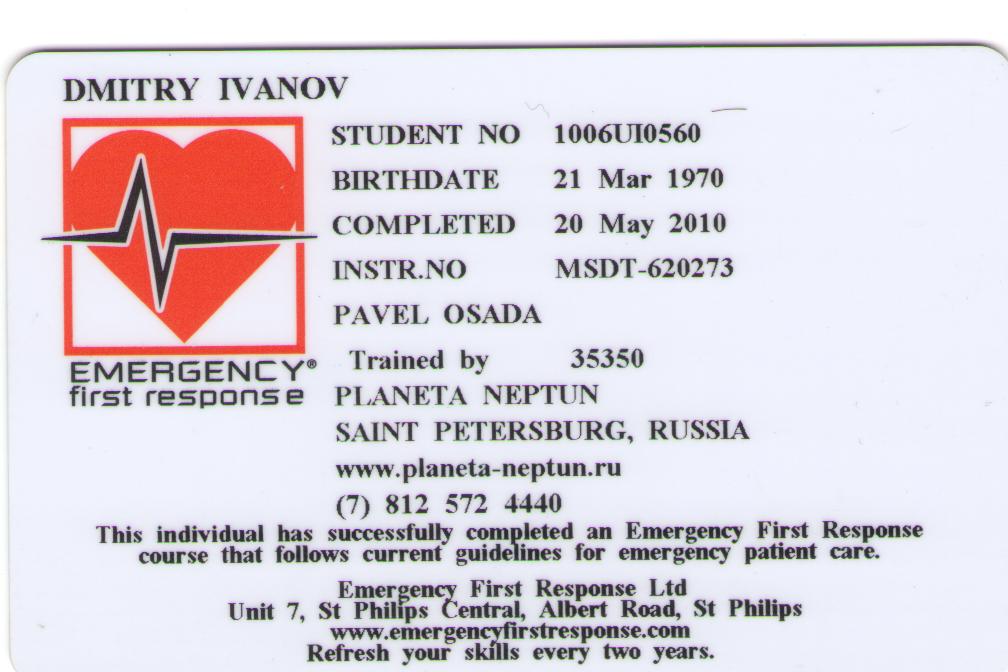 DMITRY IVANOV
STUDENT NO 1006UI0560
BIRTHDATE 21 Mar 1970
COMPLETED 20 May 2010
INSTR.NO MSDT-620273
PAVEL OSADA
Trained by 35350
EMERGENCY®
first response
PLANETA NEPTUN
SAINT PETERSBURG, RUSSIA
www.planeta-neptun.ru
(7) 812 572 4440
This individual has successfully completed an Emergency First Response
course that follows current guidelines for emergency patient care.
Emergency First Response Ltd
Unit 7, St Philips Central, Albert Road, St Philips
www.emergencyfirstresponse.com
Refresh your skills every two years.